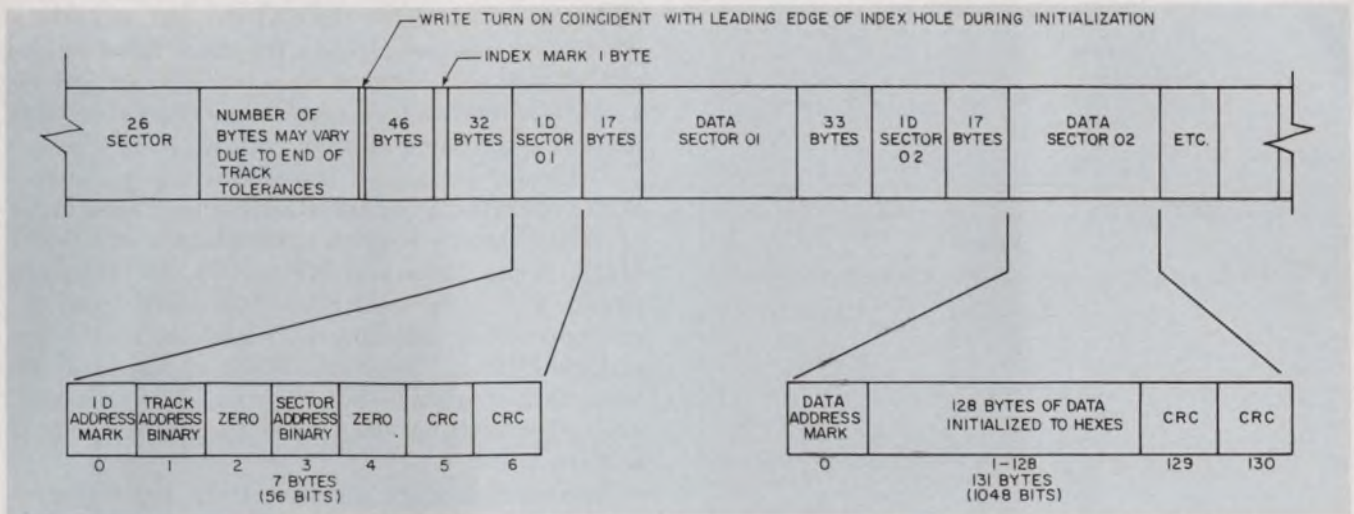 WRITE TURN ON COINCIDENT WITH LEADING EDGE OF INDEX HOLE DURING INITIALIZATION
INDEX MARK 1 BYTE
26
SECTOR
NUMBER OF
BYTES MAY VARY
DUE TO END OF
TRACK
TOLERANCES
46
BYTES
32
BYTES
ID
SECTOR
01
17
BYTES
DATA
SECTOR 01
33
BYTES
ID
SECTOR
02
17
BYTES
DATA
SECTOR 02
ETC.
ID
ADDRESS
MARK
TRACK
ADDRESS
BINARY
ZERO
SECTOR
ADDRESS
BINARY
ZERO
CRC
CRC
0 1 2 3 4 5 6
7 BYTES
(56 BITS)
DATA
ADDRESS
MARK
128 BYTES OF DATA
INITIALIZED TO HEXES
CRC
CRC
0 1-128 129 130
131 BYTES
(1048 BITS)